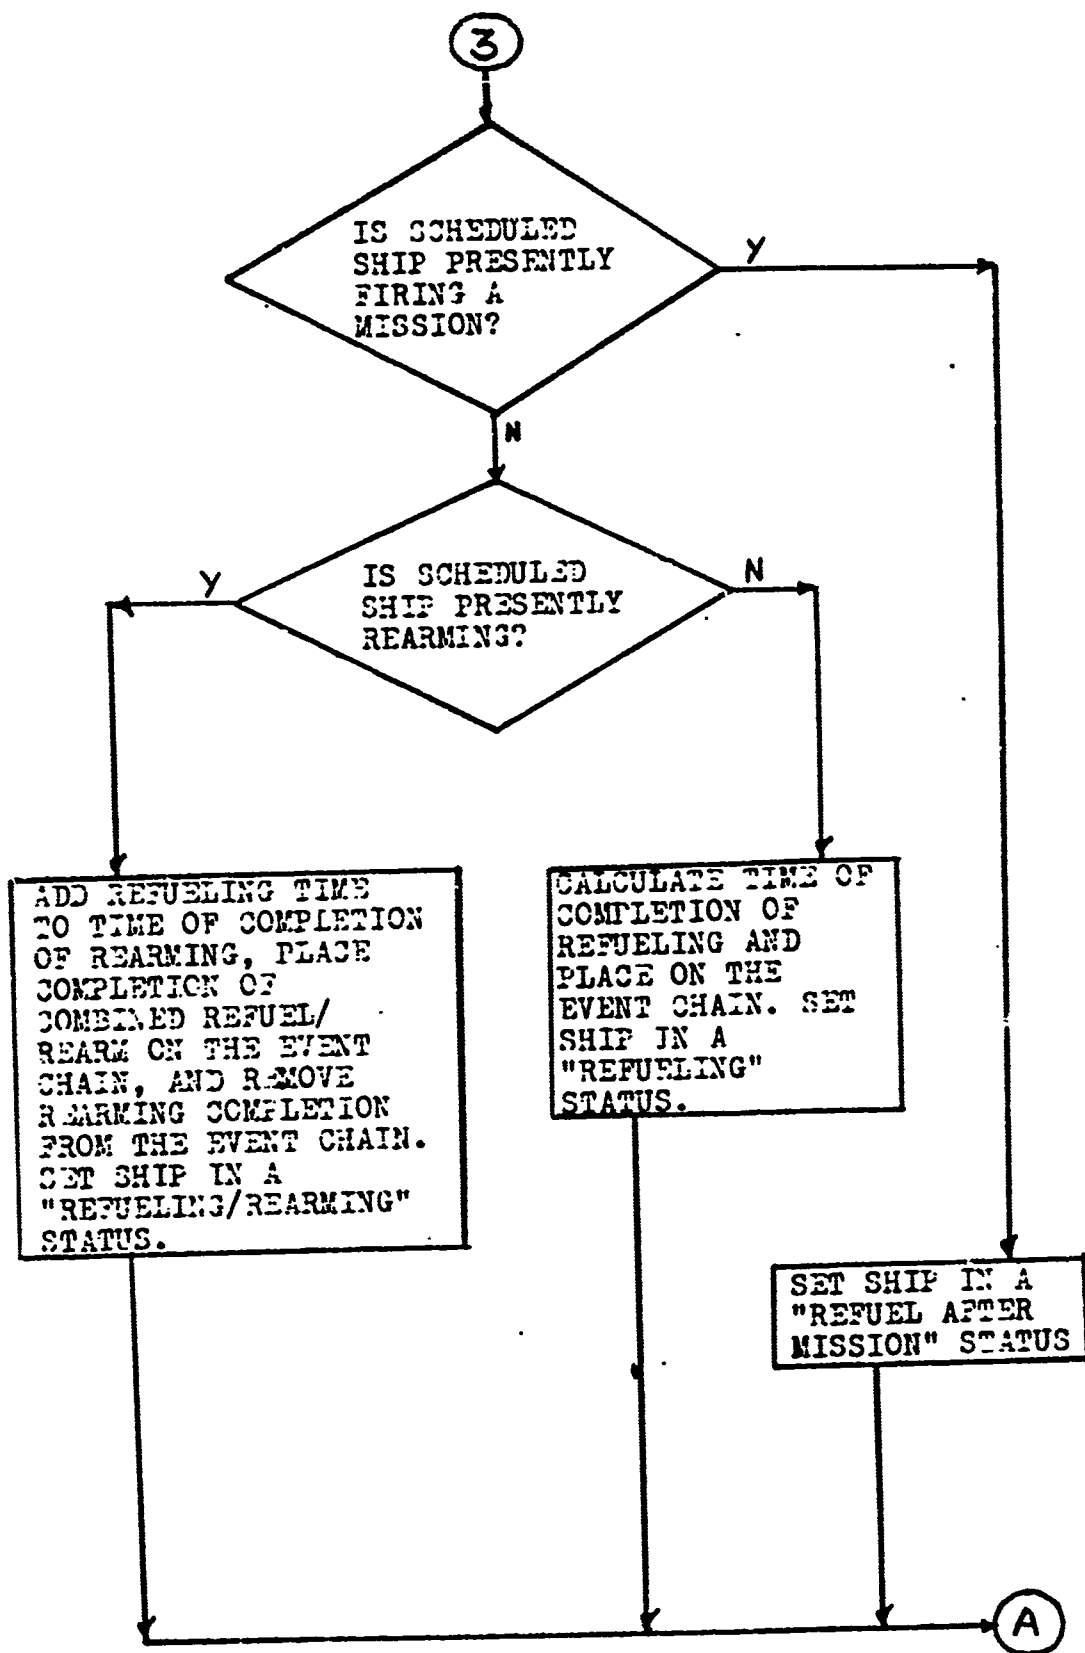 3
IS SCHEDULED
SHIP PRESENTLY
FIRING A
MISSION?
Y
N
IS SCHEDULED
SHIP PRESENTLY
REARMING?
Y
N
ADD REFUELING TIME
TO TIME OF COMPLETION
OF REARMING, PLACE
COMPLETION OF
COMBINED REFUEL/
REARM ON THE EVENT
CHAIN, AND REMOVE
REARMING COMPLETION
FROM THE EVENT CHAIN.
SET SHIP IN A
"REFUELING/REARMING"
STATUS.
CALCULATE TIME OF
COMPLETION OF
REFUELING AND
PLACE ON THE
EVENT CHAIN. SET
SHIP IN A
"REFUELING"
STATUS.
SET SHIP IN A
"REFUEL AFTER
MISSION" STATUS
A